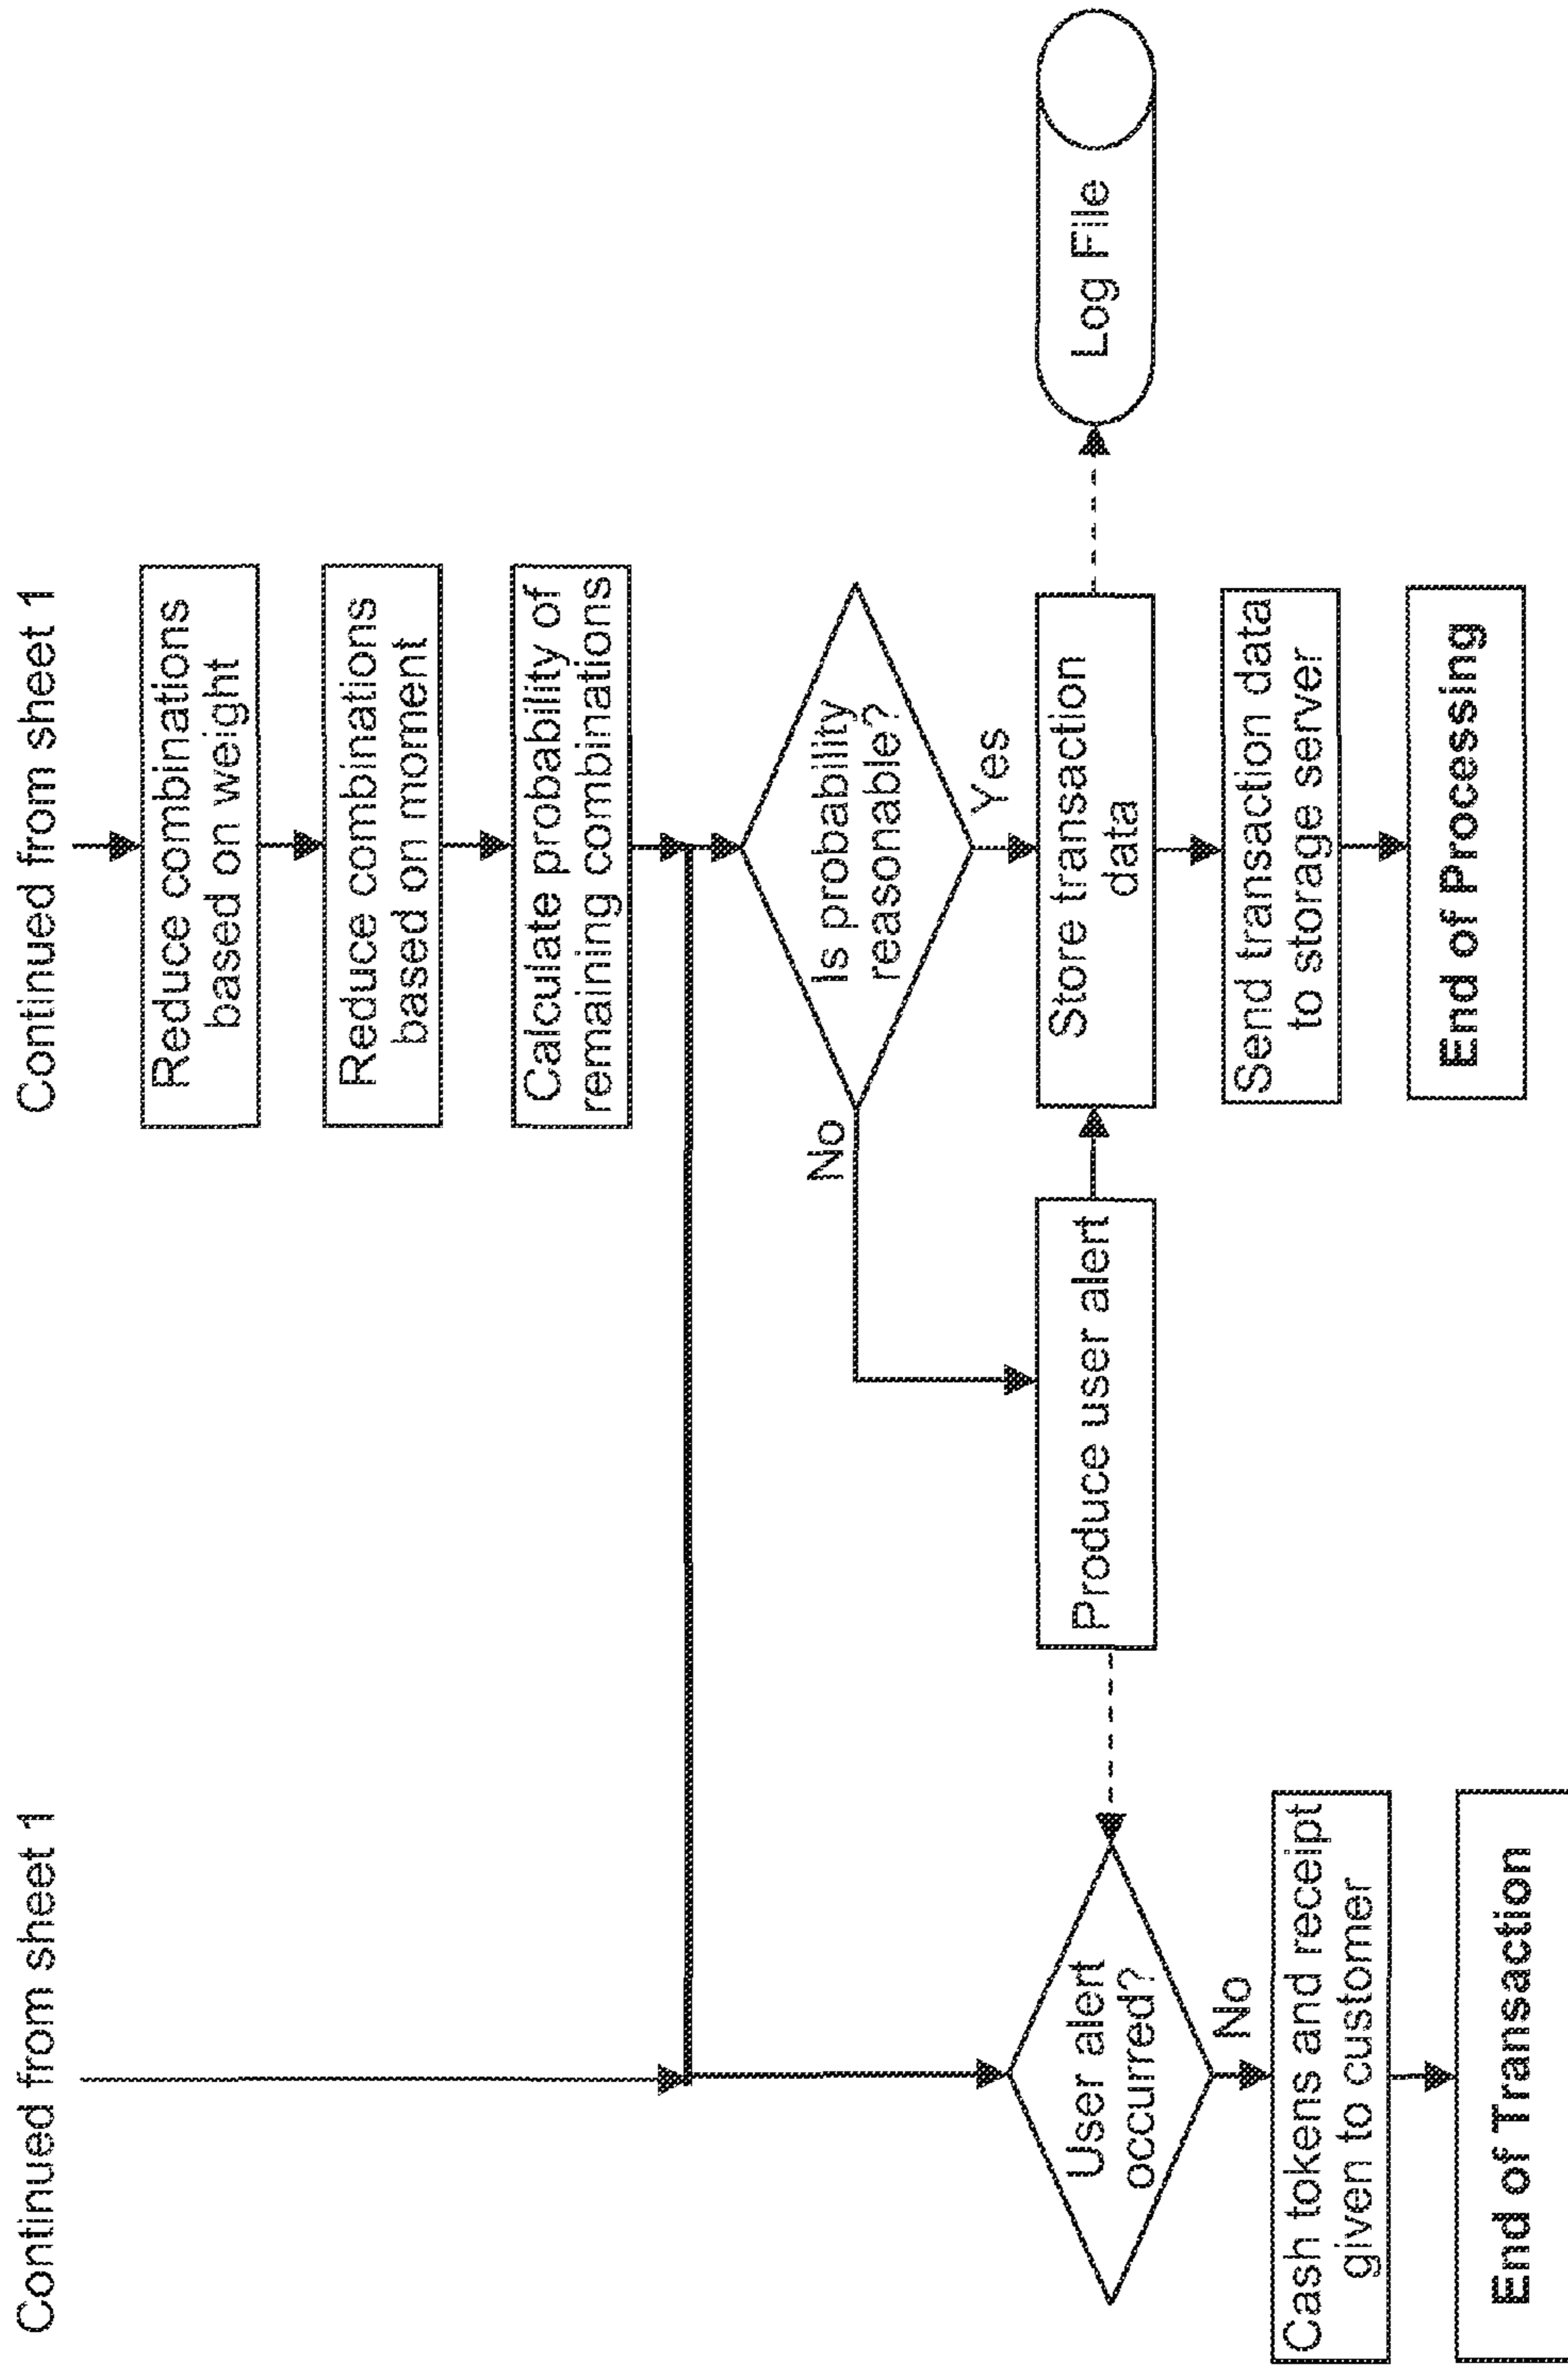 Continued from sheet 1
Continued from sheet 1
Reduce combinations
based on weight
Reduce combinations
based on moment
Calculate probability of
remaining combinations
Is probability
reasonable?
No
Yes
User alert
occurred?
Produce user alert
Store transaction
data
Log File
No
Cash tokens and receipt
given to customer
Send transaction data
to storage server
End of Transaction
End of Processing